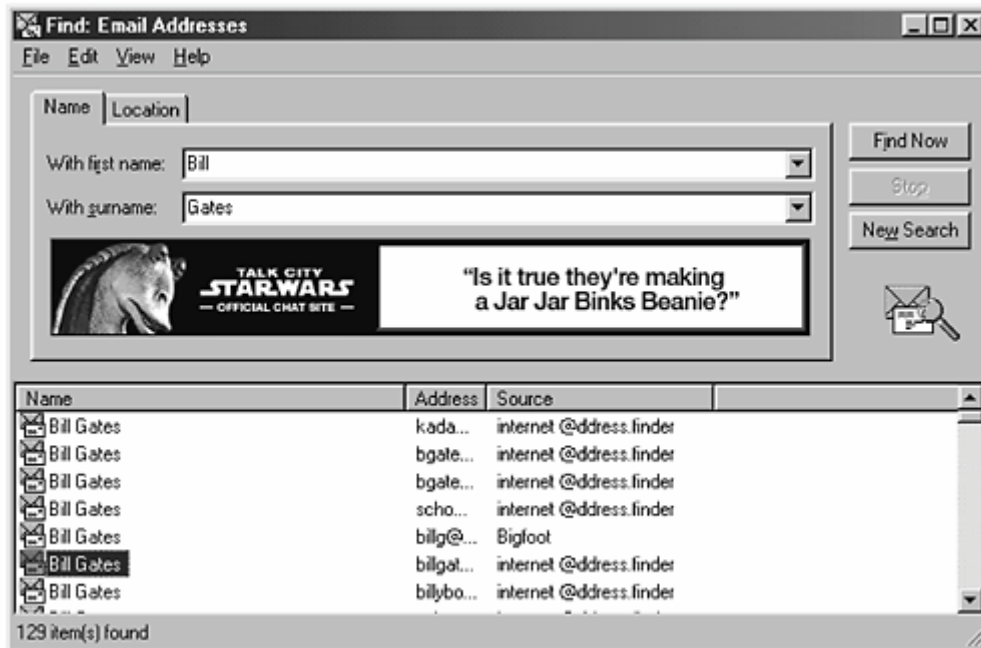 Find: Email Addresses
File Edit View Help
Name Location
With first name: Bill
Find Now
Stop
With surname: Gates
New Search
TALK CITY
STARWARS
— OFFICIAL CHAT SITE —
“Is it true they're making
a Jar Jar Binks Beanie?”
Name Address Source
Bill Gates kada... internet @ddress.finder
Bill Gates bgate... internet @ddress.finder
Bill Gates bgate... internet @ddress.finder
Bill Gates scho... internet @ddress.finder
Bill Gates billg@... Bigfoot
Bill Gates billgat... internet @ddress.finder
Bill Gates billybo... internet @ddress.finder
129 item(s) found